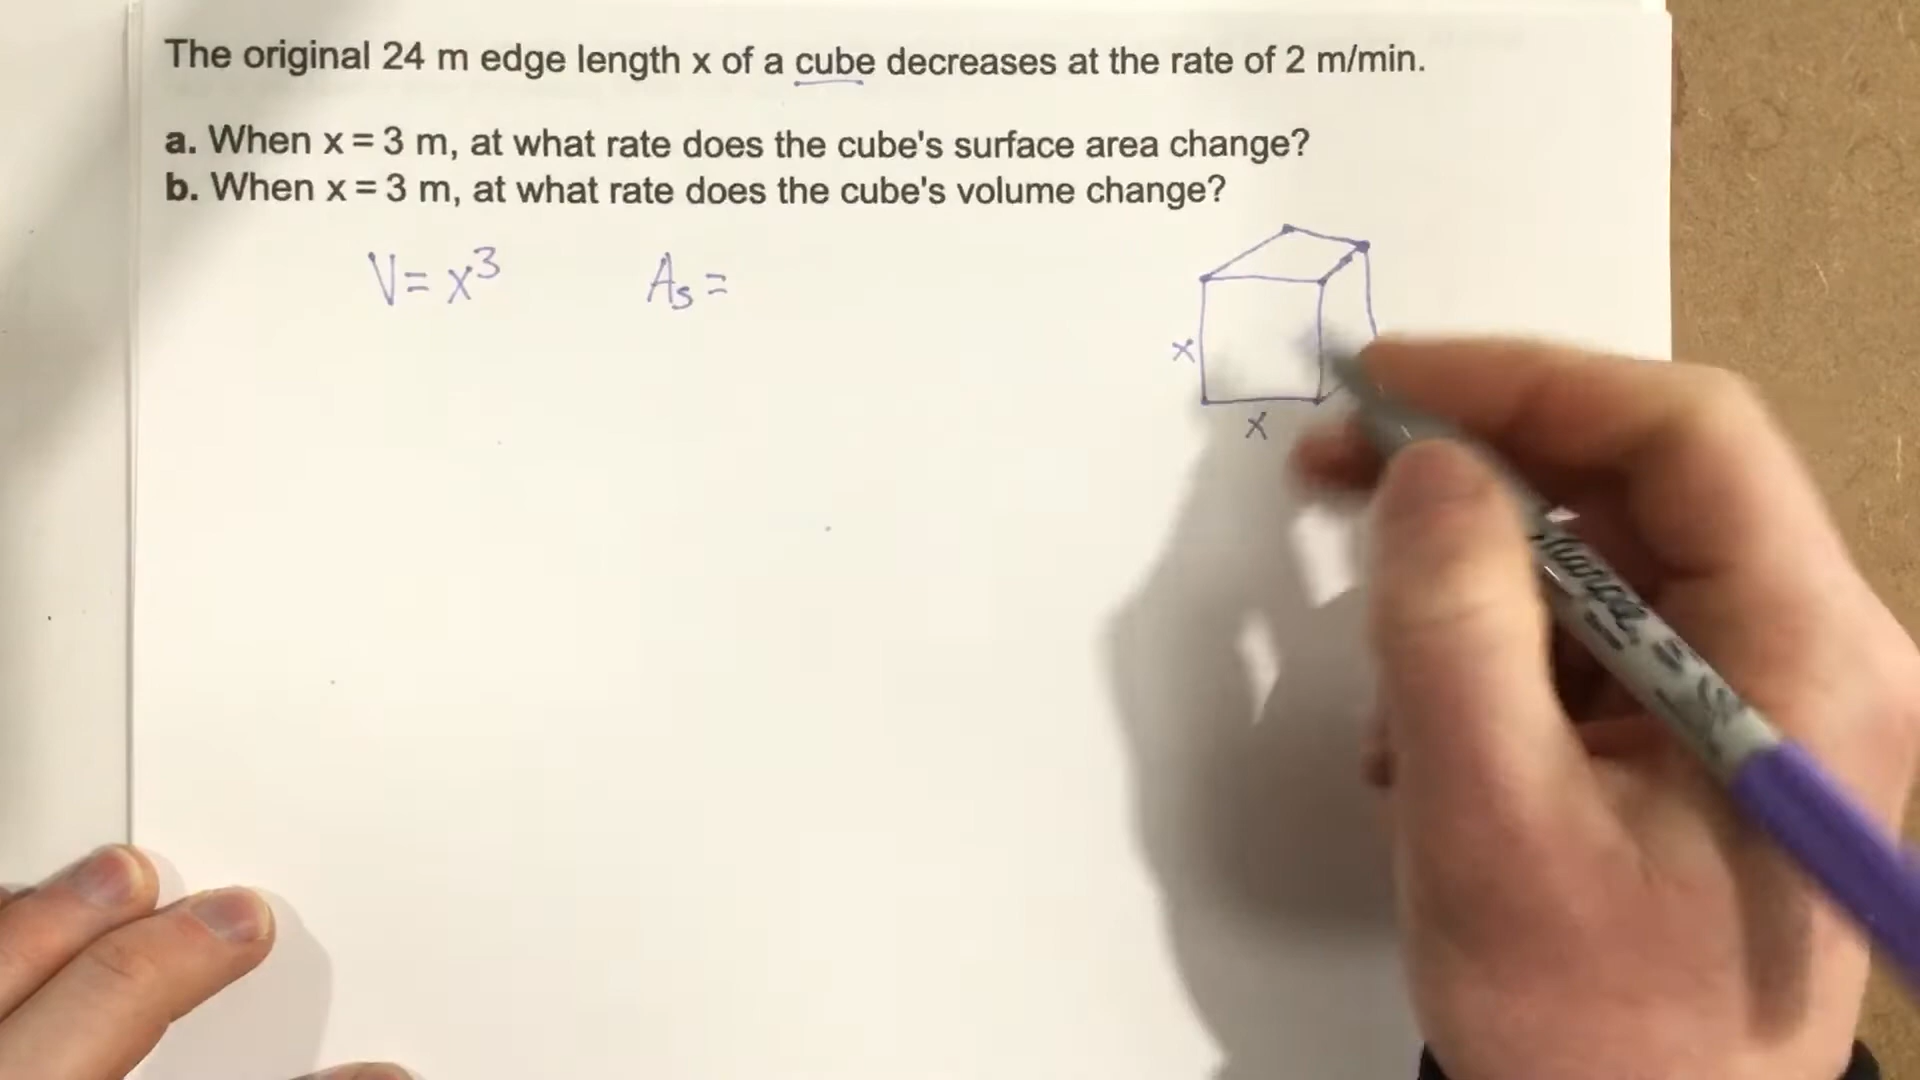 The original 24 m edge length x of a cube decreases at the rate of 2 m/min.
a. When x = 3 m, at what rate does the cube's surface area change?
b. When x = 3 m, at what rate does the cube's volume change?
V = x³
Aₛ =
x
x